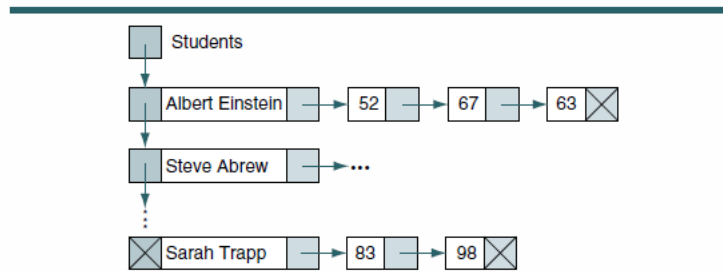 Students
Albert Einstein 52 67 63
Steve Abrew ...
Sarah Trapp 83 98